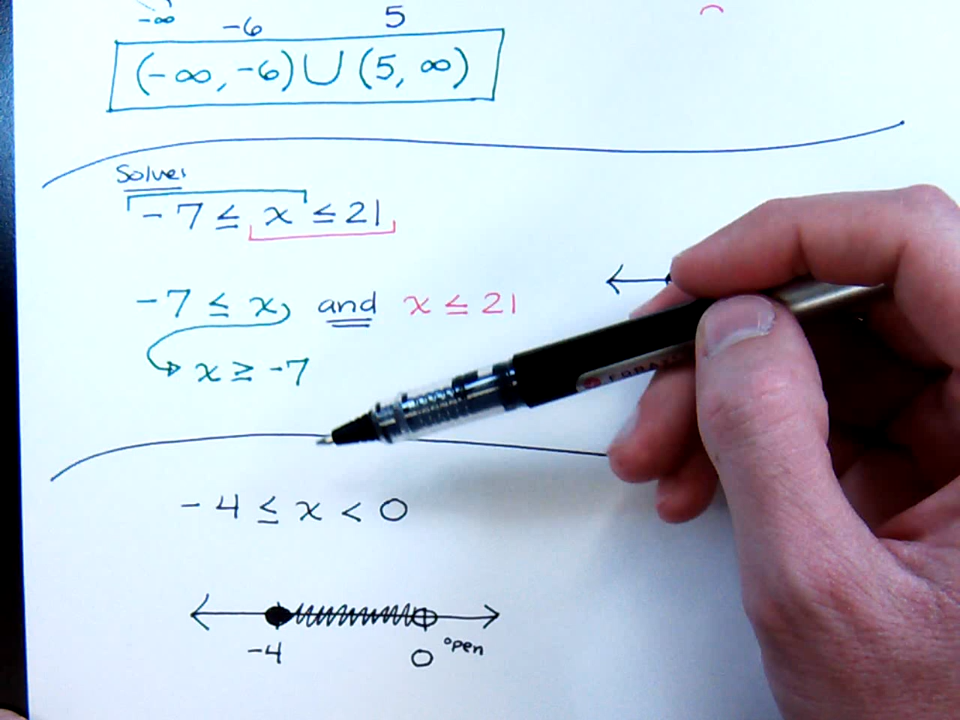 -∞ -6 5
(-∞, -6) ∪ (5, ∞)
Solve:
-7 ≤ x ≤ 21
-7 ≤ x and x ≤ 21
x ≥ -7
-4 ≤ x < 0
-4 0 open